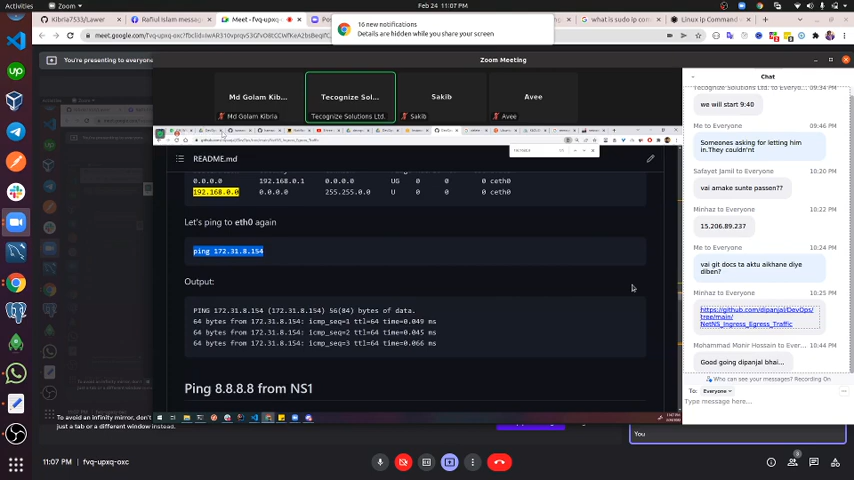 Activities
Zoom
Feb 24 11:07 PM
Kibria7533/Lawer
Rafiul Islam messag
Meet - fvq-upxq-oxc
what is sudo ip com
Linux ip Command
16 new notifications
Details are hidden while you share your screen
You're presenting to everyone
Zoom Meeting
Md Golam Kib...
Tecognize Sol...
Sakib
Avee
Md Golam Kibria
Tecognize Solutions Ltd.
Sakib
Avee
README.md
0.0.0.0 192.168.0.1 0.0.0.0 UG 0 0 0 ceth0
192.168.0.0 0.0.0.0 255.255.0.0 U 0 0 0 ceth0
Let's ping to eth0 again
ping 172.31.8.154
Output:
PING 172.31.8.154 (172.31.8.154) 56(84) bytes of data.
64 bytes from 172.31.8.154: icmp_seq=1 ttl=64 time=0.049 ms
64 bytes from 172.31.8.154: icmp_seq=2 ttl=64 time=0.045 ms
64 bytes from 172.31.8.154: icmp_seq=3 ttl=64 time=0.066 ms
Ping 8.8.8.8 from NS1
Chat
Tecognize Solutions Ltd. to Everyone 09:34 PM
we will start 9:40
Me to Everyone 09:46 PM
Someones asking for letting him
in.They could'nt
Safayet Jamil to Everyone 10:22 PM
vai amake sunte passen??
Minhaz to Everyone 10:22 PM
15.206.89.237
Me to Everyone 10:24 PM
vai git docs ta aktu aikhane diye
diben?
Minhaz to Everyone 10:25 PM
https://github.com/dipanjal/DevOps/
tree/main/
NetNS_Ingress_Egress_Traffic
Mohammad Monir Hossain to Ever... 10:44 PM
Good going dipanjal bhai...
Who can see your messages? Recording On
To: Everyone
Type message here...
To avoid an infinity mirror, don't
just a tab or a different window instead.
You
11:07 PM
fvq-upxq-oxc